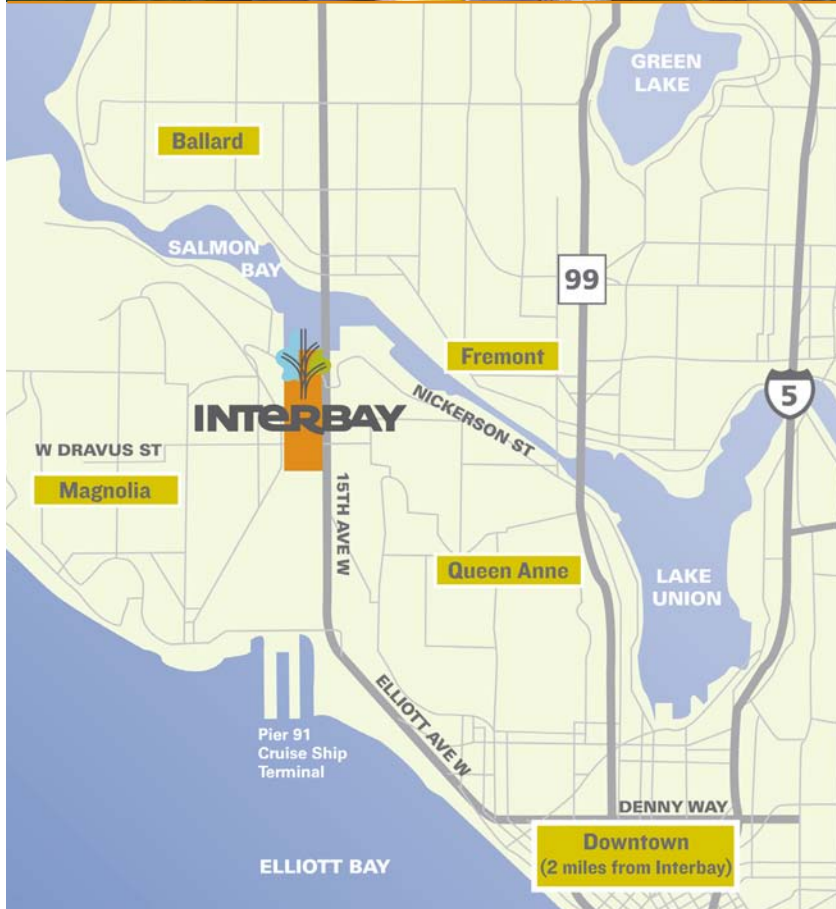 GREEN
LAKE
Ballard
SALMON
BAY
99
Fremont
5
INTERBAY
NICKERSON ST
W DRAVUS ST
Magnolia
15TH AVE W
Queen Anne
LAKE
UNION
ELLIOTT AVE W
Pier 91
Cruise Ship
Terminal
DENNY WAY
Downtown
(2 miles from Interbay)
ELLIOTT BAY